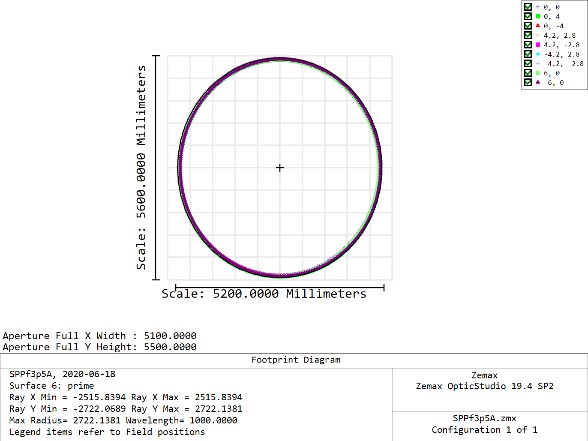 0, 0
0, 4
0, -4
4.2, 2.8
4.2, -2.8
-4.2, 2.8
4.2, 2.8
6, 0
6, 0
Scale: 5600.0000 Millimeters
Scale: 5200.0000 Millimeters
Aperture Full X Width : 5100.0000
Aperture Full Y Height: 5500.0000
Footprint Diagram
SPPf3p5A, 2020-06-18
Surface 6: prime
Ray X Min = -2515.8394 Ray X Max = 2515.8394
Ray Y Min = -2722.0689 Ray Y Max = 2722.1381
Max Radius= 2722.1381 Wavelength= 1000.0000
Legend items refer to Field positions
Zemax
Zemax OpticStudio 19.4 SP2
SPPf3p5A.zmx
Configuration 1 of 1